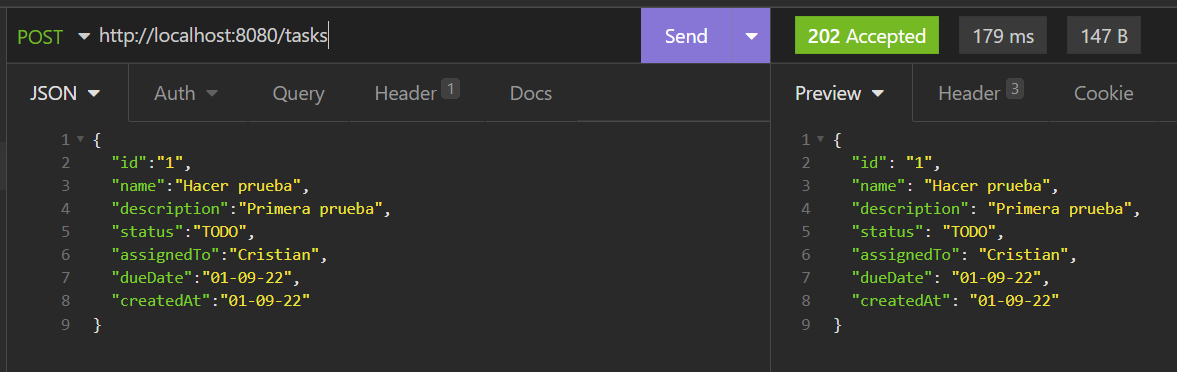 POST http://localhost:8080/tasks Send 202 Accepted 179 ms 147 B
JSON Auth Query Header 1 Docs Preview Header 3 Cookie
1 {
2 "id":"1",
3 "name":"Hacer prueba",
4 "description":"Primera prueba",
5 "status":"TODO",
6 "assignedTo":"Cristian",
7 "dueDate":"01-09-22",
8 "createdAt":"01-09-22"
9 }
1 {
2 "id": "1",
3 "name": "Hacer prueba",
4 "description": "Primera prueba",
5 "status": "TODO",
6 "assignedTo": "Cristian",
7 "dueDate": "01-09-22",
8 "createdAt": "01-09-22"
9 }